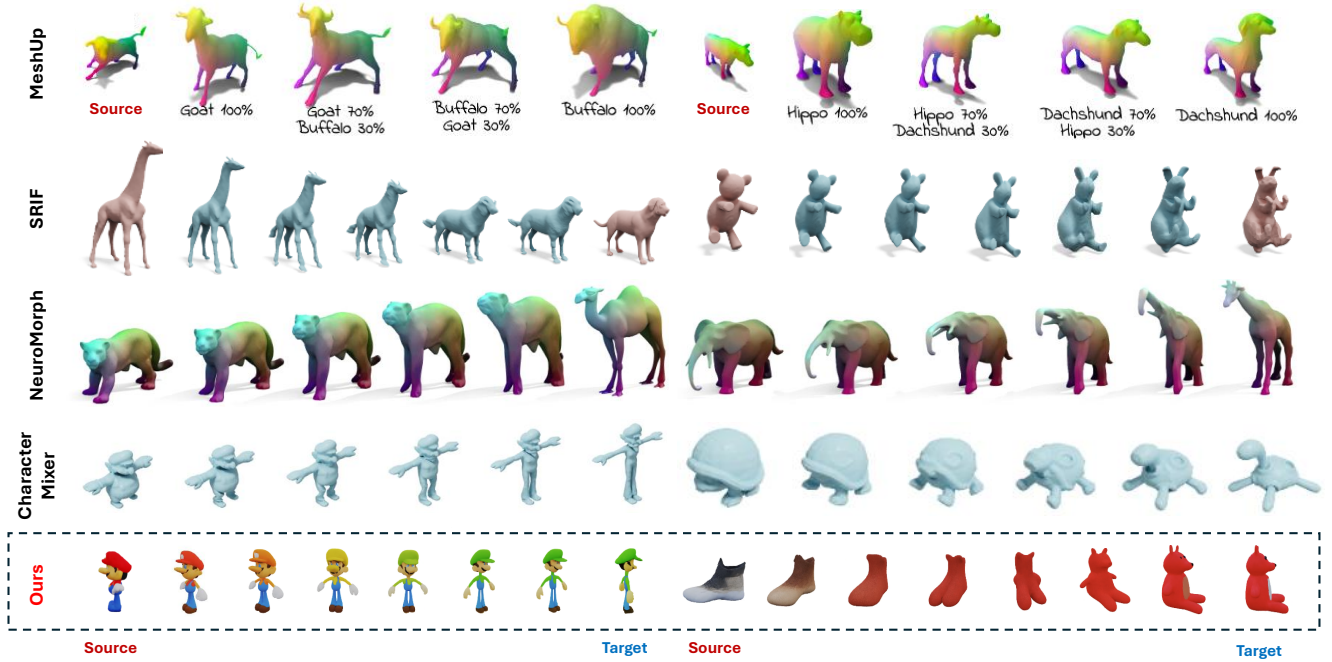 MeshUp
Source
Goat 100%
Goat 70%
Buffalo 30%
Buffalo 70%
Goat 30%
Buffalo 100%
Source
Hippo 100%
Hippo 70%
Dachshund 30%
Dachshund 70%
Hippo 30%
Dachshund 100%
SRIF
NeuroMorph
Character
Mixer
Ours
Source
Target
Source
Target